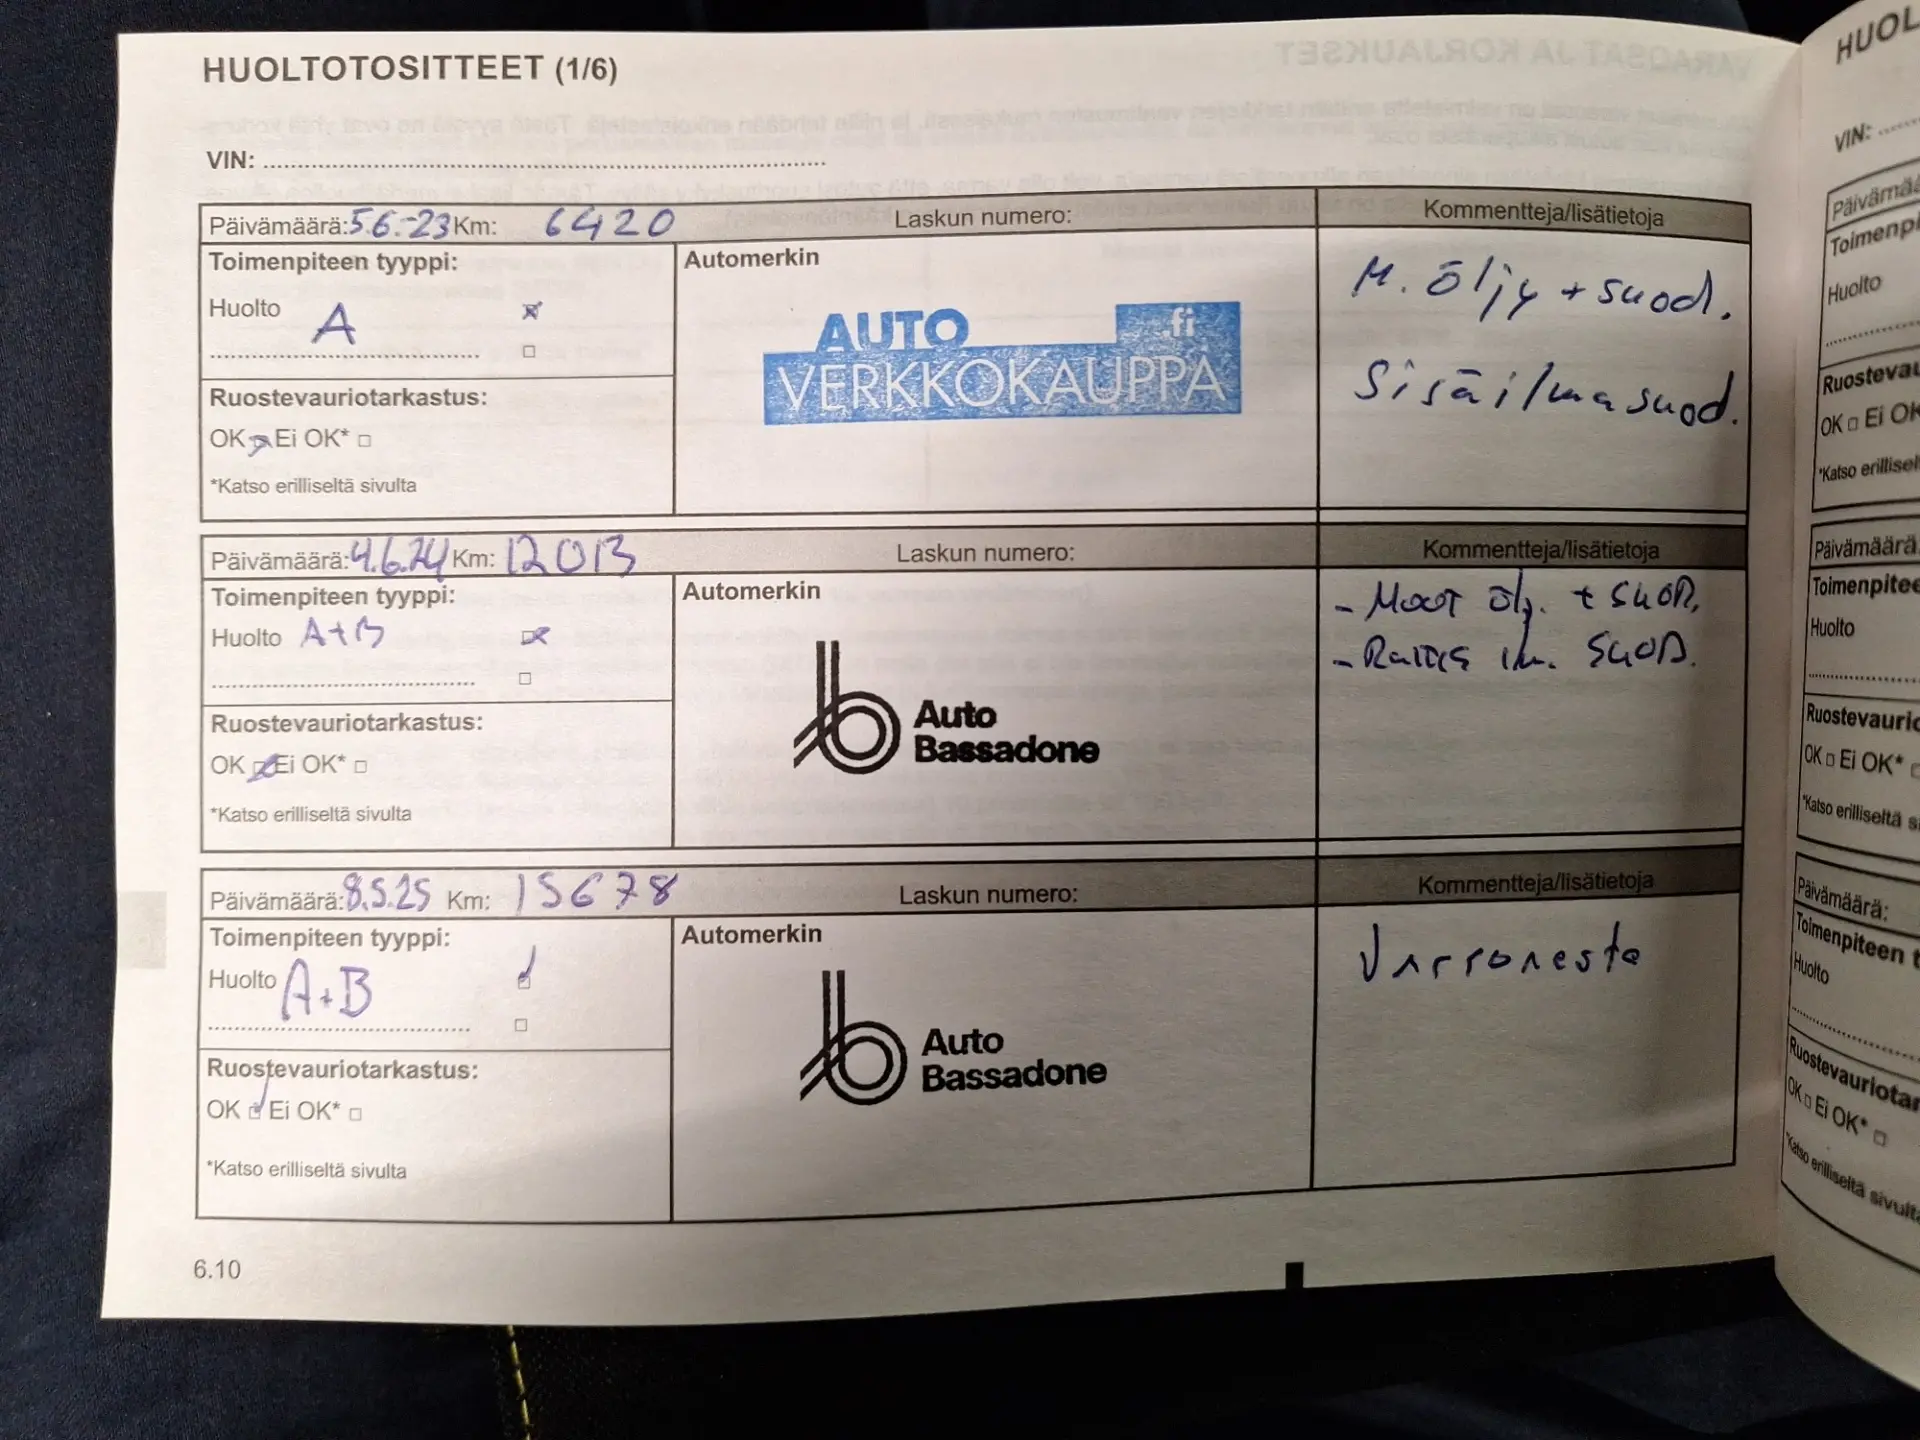 HUOLTOTOSITTEET (1/6)
VIN:
Päivämäärä: 5.6.-23 Km: 6420 Laskun numero: Kommentteja/lisätietoja
Toimenpiteen tyyppi:
Huolto A
Ruostevauriotarkastus:
OK Ei OK*
*Katso erilliseltä sivulta
Automerkin
AUTO .fi
VERKKOKAUPPA
M. öljy + suod.
Sisäilmasuod.
Päivämäärä: 4.6.24 Km: 12013 Laskun numero: Kommentteja/lisätietoja
Toimenpiteen tyyppi:
Huolto A+B
Ruostevauriotarkastus:
OK Ei OK*
*Katso erilliseltä sivulta
Automerkin
Auto
Bassadone
- Moot ölj. + SUOD.
- Raitis ilm. SUOD.
Päivämäärä: 8.5.25 Km: 15678 Laskun numero: Kommentteja/lisätietoja
Toimenpiteen tyyppi:
Huolto A+B
Ruostevauriotarkastus:
OK Ei OK*
*Katso erilliseltä sivulta
Automerkin
Auto
Bassadone
Jarruneste
6.10
HUOL
VIN:
Päivämää
Toimenpi
Huolto
Ruostevau
OK Ei OK
*Katso erillisel
Päivämäärä
Toimenpitee
Huolto
Ruostevauric
OK Ei OK*
*Katso erilliseltä s
Päivämäärä:
Toimenpiteen t
Huolto
Ruostevauriotar
OK Ei OK*
*Katso erilliseltä sivulta